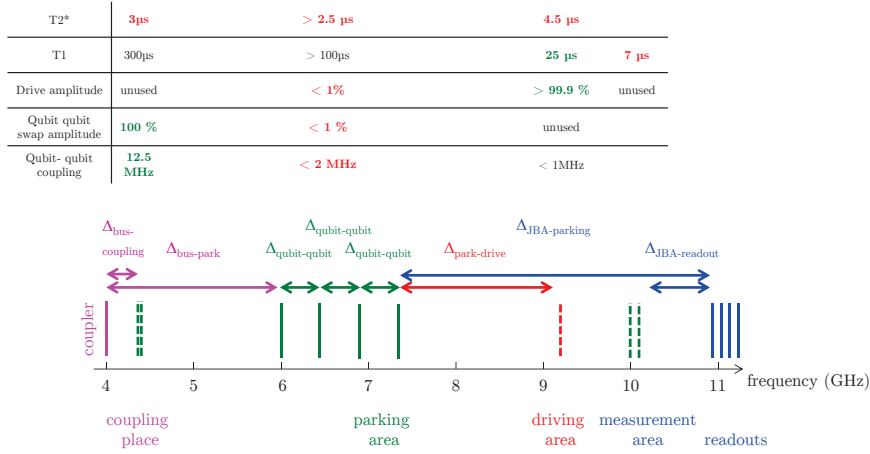 T2* 3µs > 2.5 µs 4.5 µs
T1 300µs > 100µs 25 µs 7 µs
Drive amplitude unused < 1% > 99.9 % unused
Qubit qubit
swap amplitude 100 % < 1 % unused
Qubit- qubit
coupling 12.5
MHz < 2 MHz < 1MHz
Δqubit-qubit
Δbus-
coupling
ΔJBA-parking
Δbus-park
Δqubit-qubit Δqubit-qubit
Δpark-drive
ΔJBA-readout
coupler
4 5 6 7 8 9 10 11 frequency (GHz)
coupling
place
parking
area
driving
area
measurement
area
readouts